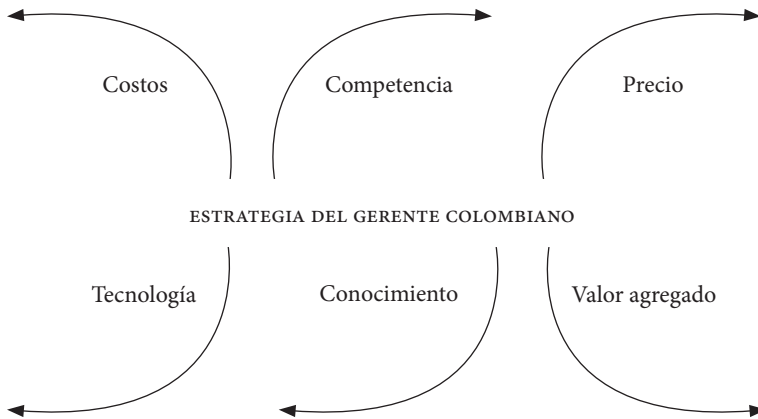 Costos
Competencia
Precio
ESTRATEGIA DEL GERENTE COLOMBIANO
Tecnología
Conocimiento
Valor agregado